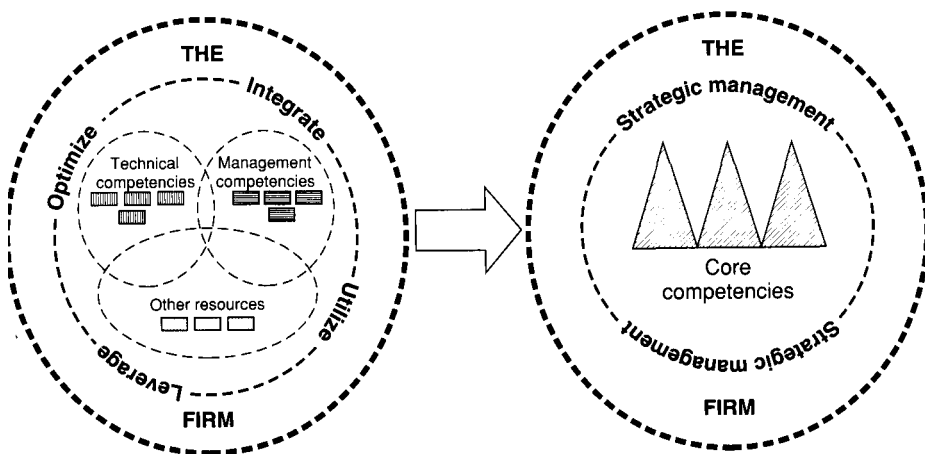 THE
Integrate
Optimize
Technical
competencies
Management
competencies
Other resources
Utilize
Leverage
FIRM
THE
Strategic management
Core
competencies
Strategic management
FIRM